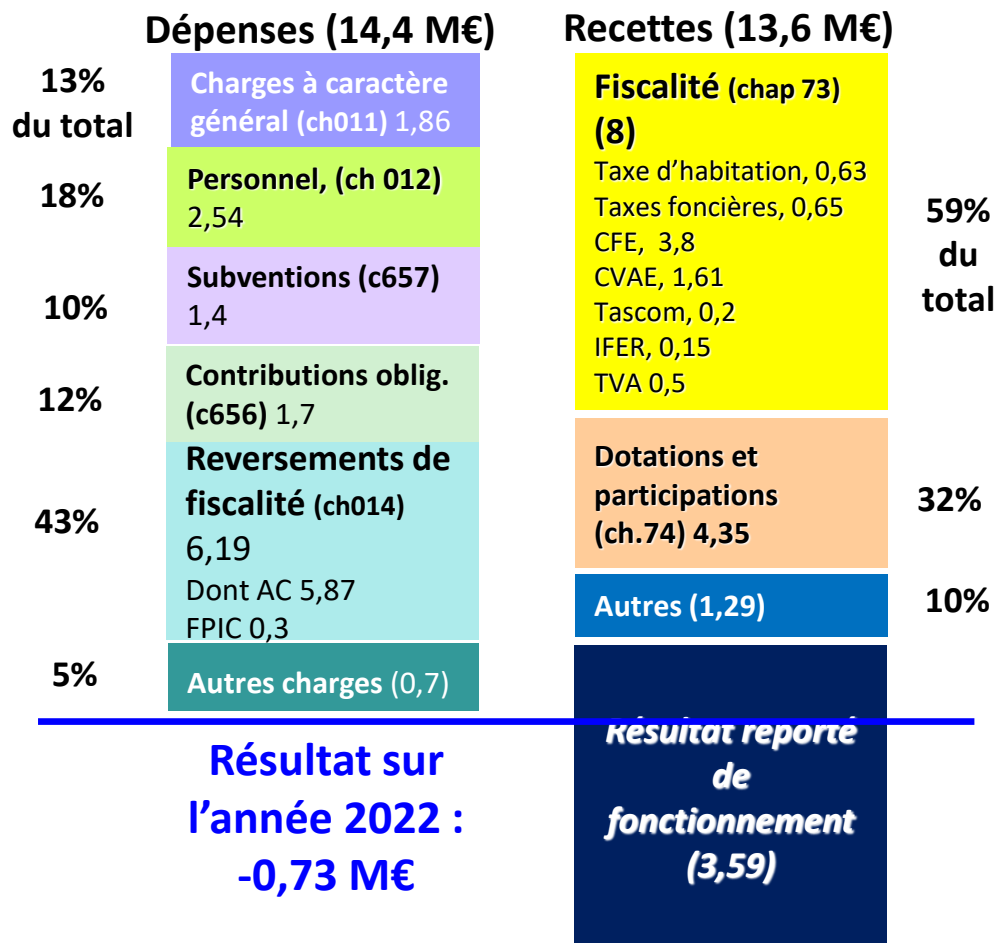 Dépenses (14,4 M€)
13%
du total
Charges à caractère
général (ch011) 1,86
18%
Personnel, (ch 012)
2,54
10%
Subventions (c657)
1,4
12%
Contributions oblig.
(c656) 1,7
43%
Reversements de
fiscalité (ch014)
6,19
Dont AC 5,87
FPIC 0,3
5%
Autres charges (0,7)
Recettes (13,6 M€)
Fiscalité (chap 73)
(8)
Taxe d’habitation, 0,63
Taxes foncières, 0,65
CFE, 3,8
CVAE, 1,61
Tascom, 0,2
IFER, 0,15
TVA 0,5
59%
du
total
Dotations et
participations
(ch.74) 4,35
32%
Autres (1,29)
10%
Résultat reporté
de
fonctionnement
(3,59)
Résultat sur
l’année 2022 :
-0,73 M€